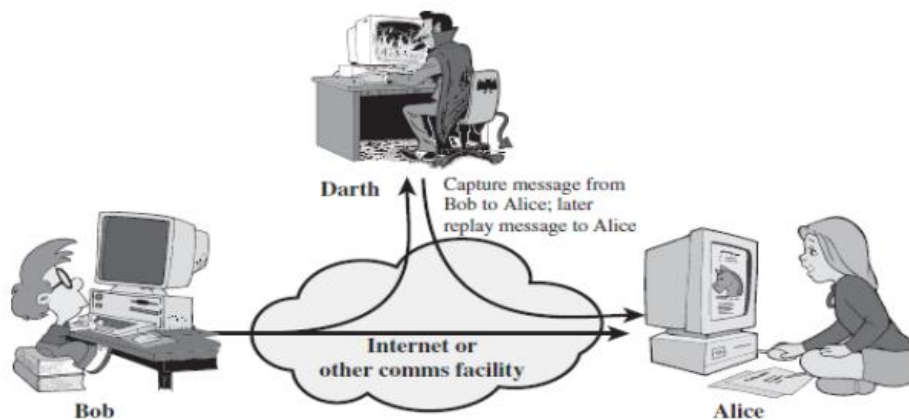 Darth
Capture message from
Bob to Alice; later
replay message to Alice
Internet or
other comms facility
Bob
Alice